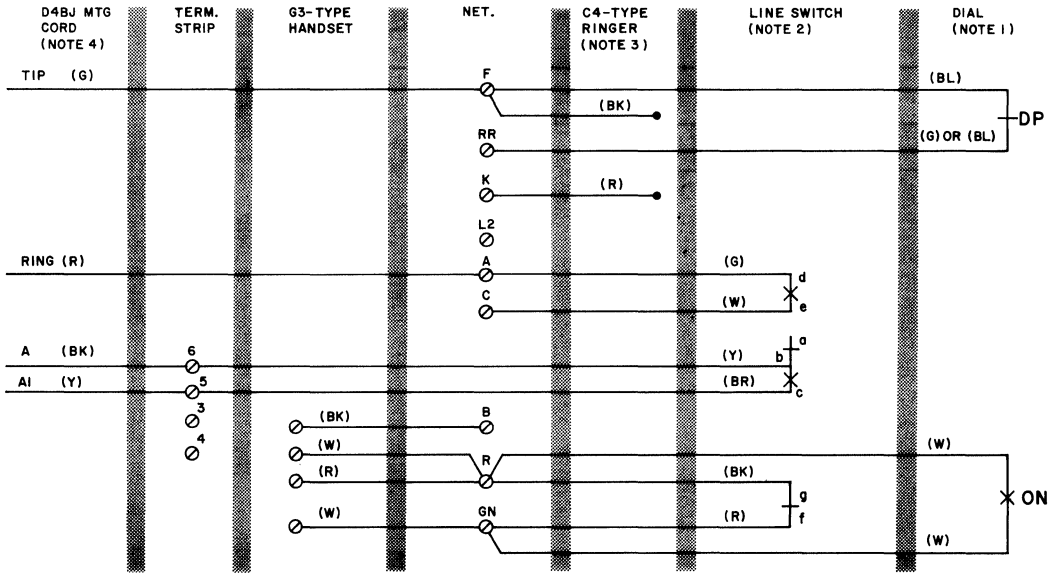 D4BJ MTG CORD (NOTE 4)
TERM. STRIP
G3-TYPE HANDSET
NET.
C4-TYPE RINGER (NOTE 3)
LINE SWITCH (NOTE 2)
DIAL (NOTE 1)
TIP (G)
F
(BL)
(BK)
DP
RR
(G) OR (BL)
K
(R)
L2
RING (R)
A
(G)
d
C
(W)
e
a
A (BK)
6
(Y)
b
A1 (Y)
5
(BR)
c
3
(BK)
B
4
(W)
R
(W)
(R)
(BK)
g
ON
(W)
GN
(R)
f
(W)